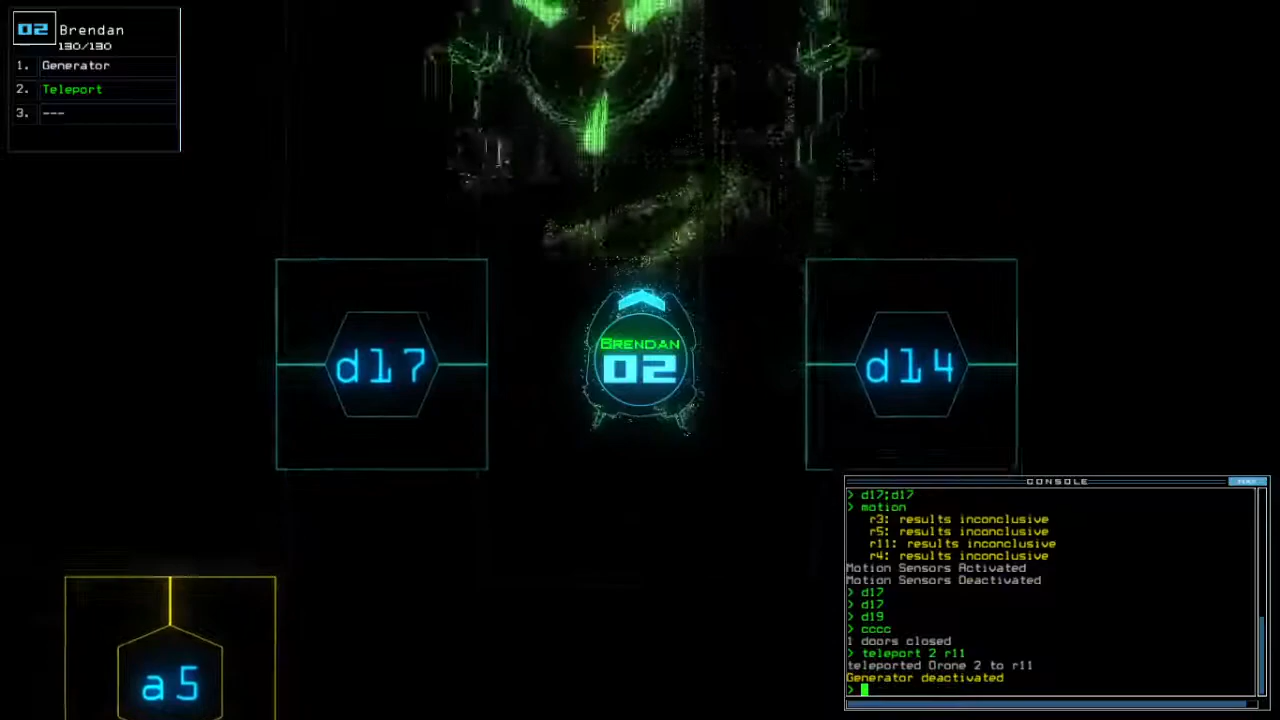 02 Brendan
130/130
1. Generator
2. Teleport
3. ---
d17
BRENDAN
02
d14
a5
CONSOLE
> d17;d17
> motion
r3: results inconclusive
r5: results inconclusive
r11: results inconclusive
r4: results inconclusive
Motion Sensors Activated
Motion Sensors Deactivated
> d17
> d17
> d19
> cccc
1 doors closed
> teleport 2 r11
teleported Drone 2 to r11
Generator deactivated
>